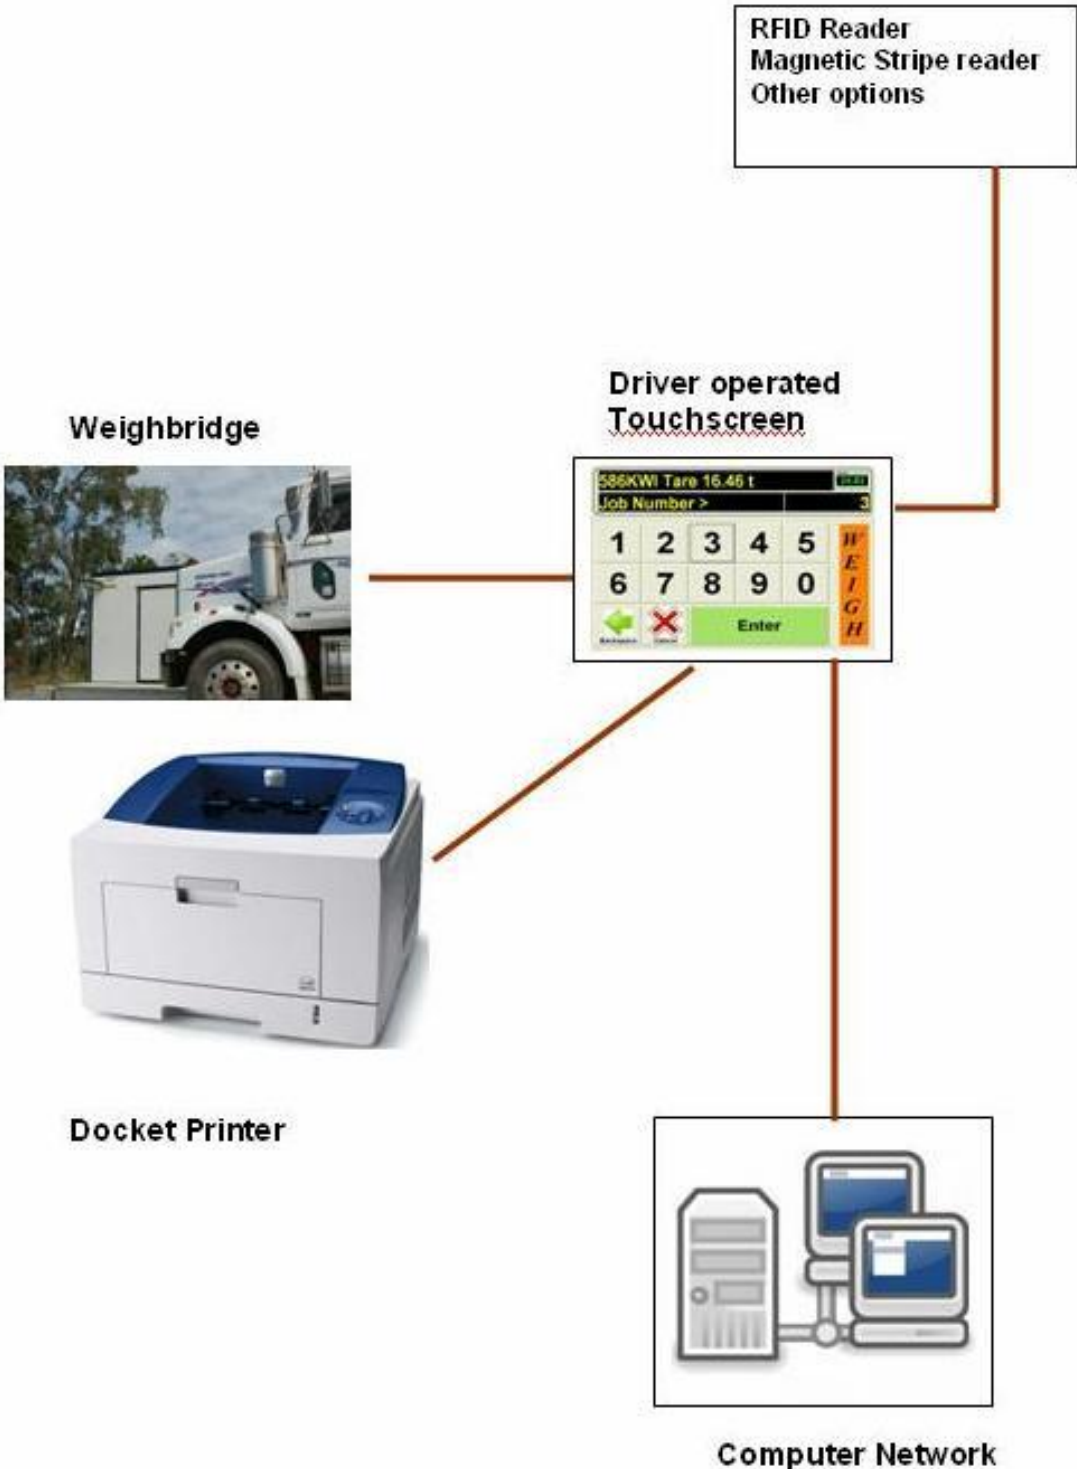 RFID Reader
Magnetic Stripe reader
Other options
Driver operated
Touchscreen
Weighbridge
586KWI Tare 16.46 t
Job Number > 3
1 2 3 4 5
6 7 8 9 0
Enter
WEIGH
Docket Printer
Computer Network